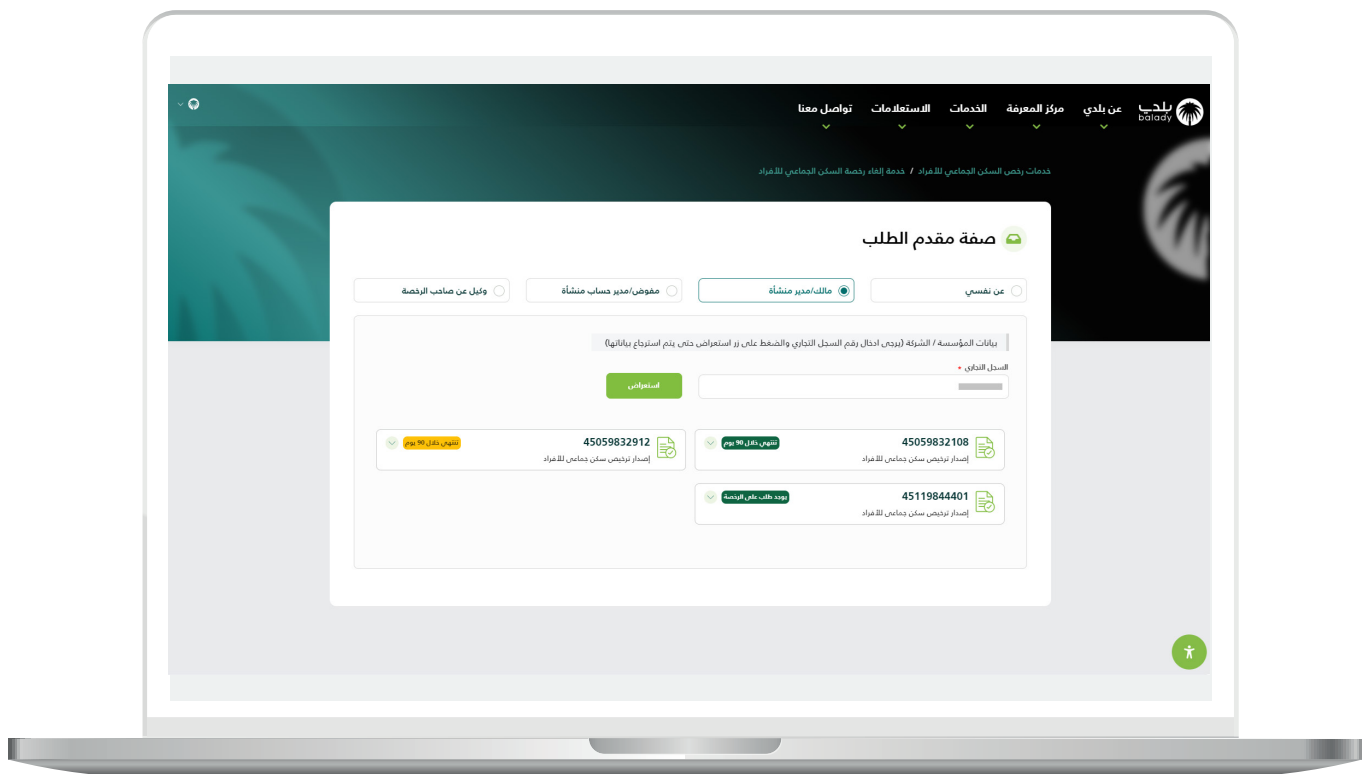 بلدي
balady
عن بلدي
مركز المعرفة
الخدمات
الاستعلامات
تواصل معنا
خدمات رخص السكن الجماعي للأفراد / خدمة إلغاء رخصة السكن الجماعي للأفراد
صفة مقدم الطلب
عن نفسي
مالك/مدير منشأة
مفوض/مدير حساب منشأة
وكيل عن صاحب الرخصة
بيانات المؤسسة / الشركة (يرجى ادخال رقم السجل التجاري والضغط على زر استعراض حتى يتم استرجاع بياناتها)
السجل التجاري *
استعراض
45059832108
تنتهي خلال 90 يوم
إصدار ترخيص سكن جماعي للأفراد
45059832912
تنتهي خلال 90 يوم
إصدار ترخيص سكن جماعي للأفراد
45119844401
يوجد طلب على الرخصة
إصدار ترخيص سكن جماعي للأفراد